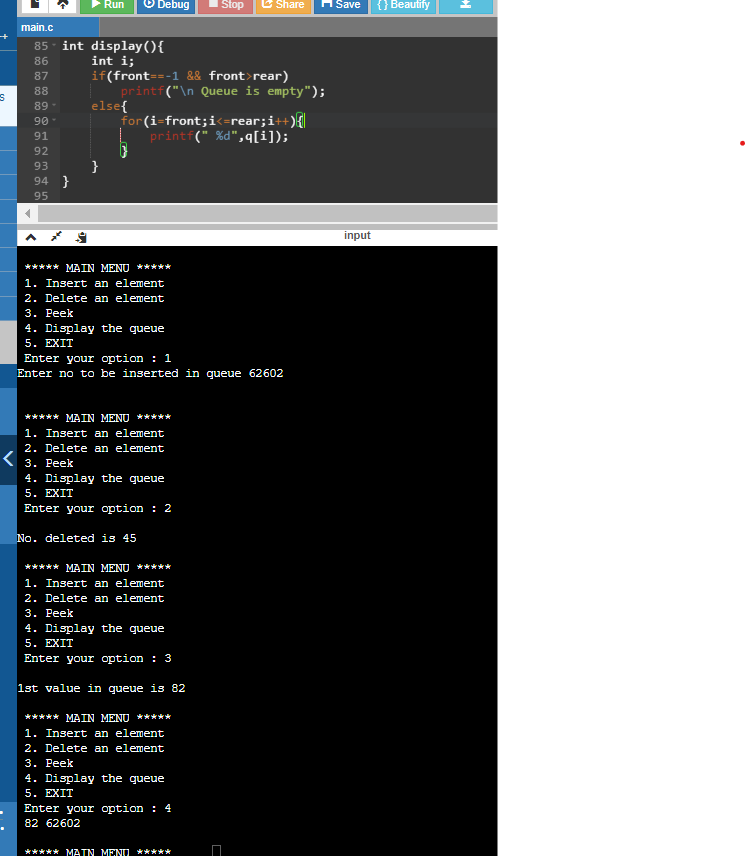 Run Debug Stop Share Save {} Beautify
main.c
85 int display(){
86 int i;
87 if(front==-1 && front>rear)
88 printf("\n Queue is empty");
89 else{
90 for(i=front;i<=rear;i++){
91 printf(" %d",q[i]);
92 }
93 }
94 }
95
input
***** MAIN MENU *****
1. Insert an element
2. Delete an element
3. Peek
4. Display the queue
5. EXIT
Enter your option : 1
Enter no to be inserted in queue 62602
***** MAIN MENU *****
1. Insert an element
2. Delete an element
3. Peek
4. Display the queue
5. EXIT
Enter your option : 2
No. deleted is 45
***** MAIN MENU *****
1. Insert an element
2. Delete an element
3. Peek
4. Display the queue
5. EXIT
Enter your option : 3
1st value in queue is 82
***** MAIN MENU *****
1. Insert an element
2. Delete an element
3. Peek
4. Display the queue
5. EXIT
Enter your option : 4
82 62602
***** MAIN MENU *****